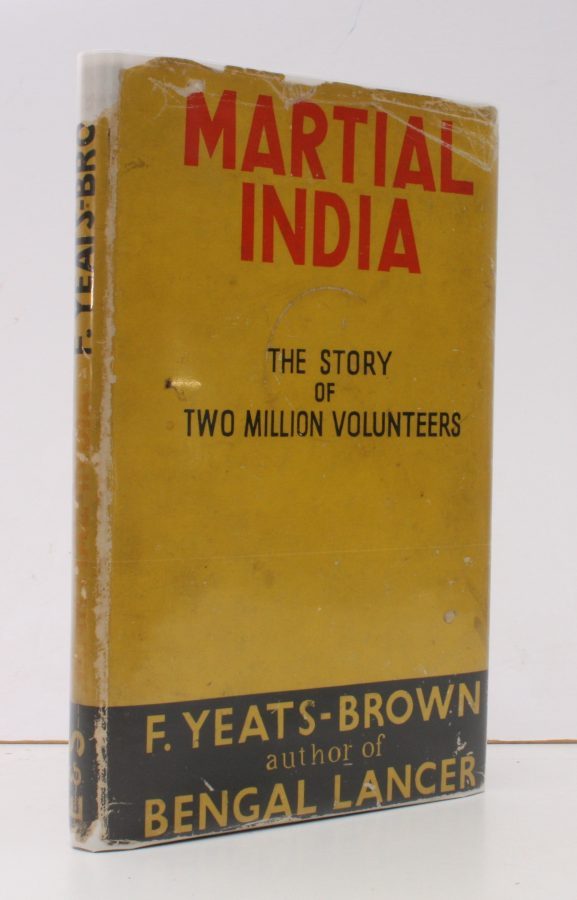 MARTIAL
INDIA
THE STORY
OF
TWO MILLION VOLUNTEERS
F. YEATS-BROWN
author of
BENGAL LANCER
F. YEATS-BRO
E&S